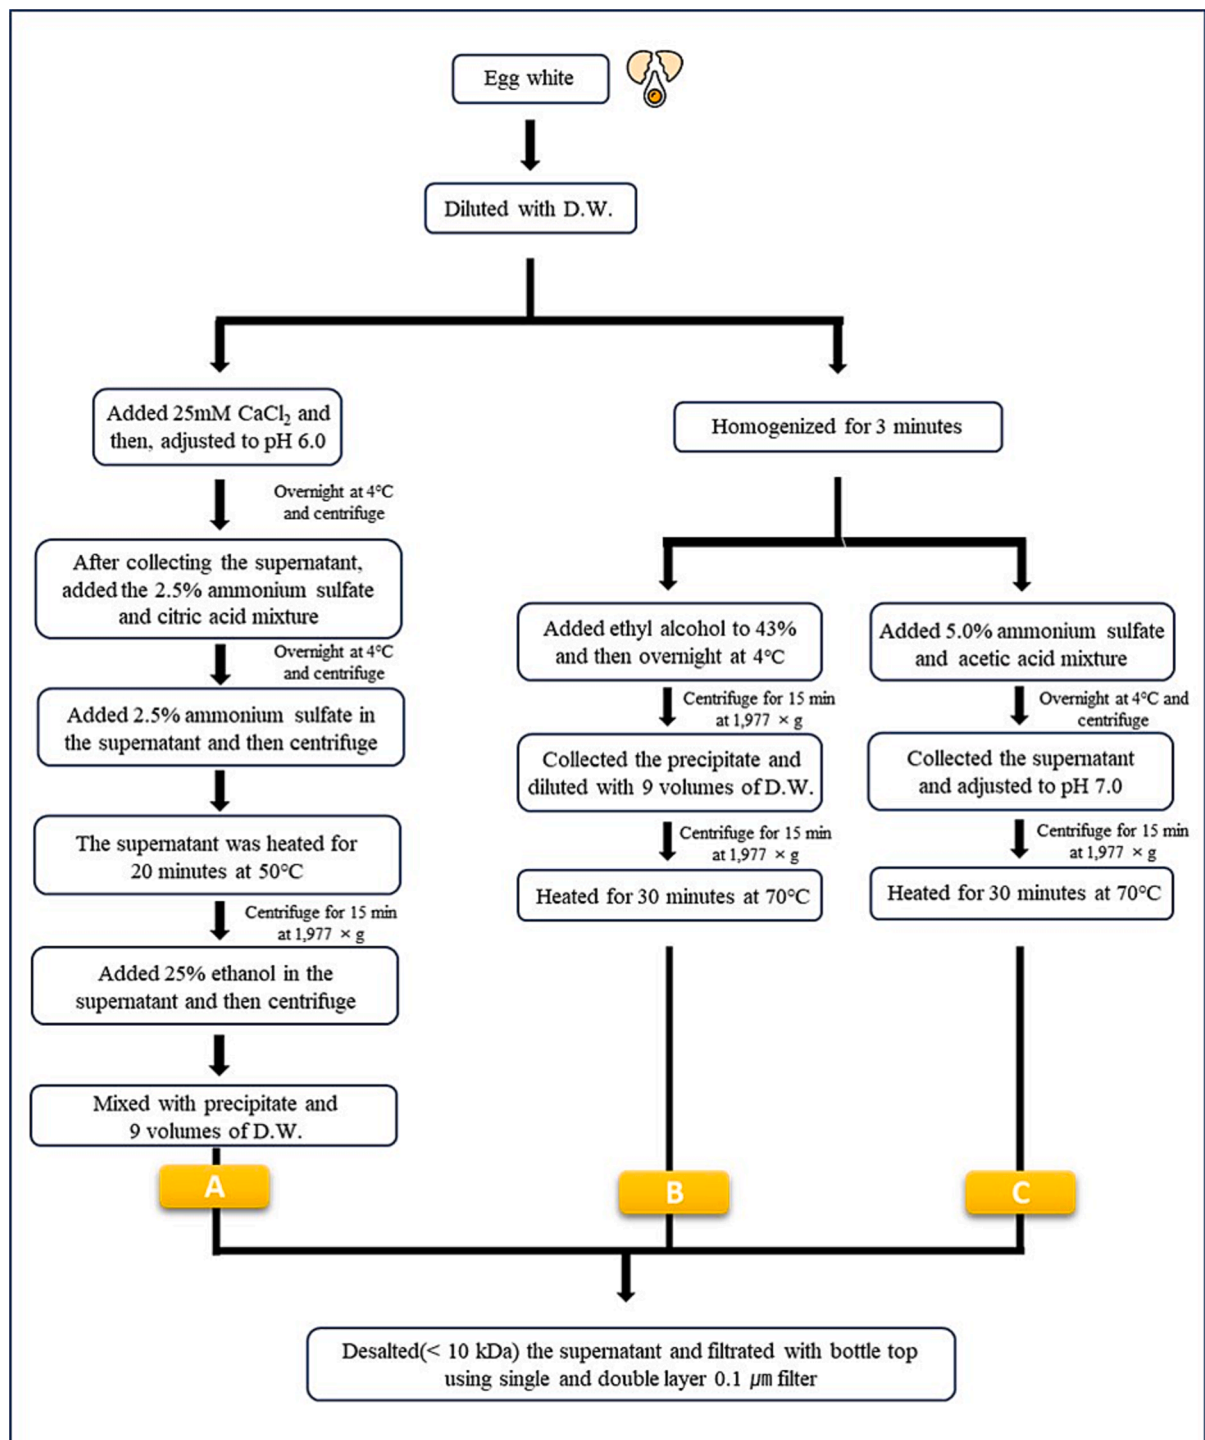 Egg white
Diluted with D.W.
Added 25mM CaCl₂ and
then, adjusted to pH 6.0
Overnight at 4℃
and centrifuge
After collecting the supernatant,
added the 2.5% ammonium sulfate
and citric acid mixture
Overnight at 4℃
and centrifuge
Added 2.5% ammonium sulfate in
the supernatant and then centrifuge
The supernatant was heated for
20 minutes at 50℃
Centrifuge for 15 min
at 1,977 × g
Added 25% ethanol in the
supernatant and then centrifuge
Mixed with precipitate and
9 volumes of D.W.
A
Homogenized for 3 minutes
Added ethyl alcohol to 43%
and then overnight at 4℃
Centrifuge for 15 min
at 1,977 × g
Collected the precipitate and
diluted with 9 volumes of D.W.
Centrifuge for 15 min
at 1,977 × g
Heated for 30 minutes at 70℃
B
Added 5.0% ammonium sulfate
and acetic acid mixture
Overnight at 4℃ and
centrifuge
Collected the supernatant
and adjusted to pH 7.0
Centrifuge for 15 min
at 1,977 × g
Heated for 30 minutes at 70℃
C
Desalted(< 10 kDa) the supernatant and filtrated with bottle top
using single and double layer 0.1 ㎛ filter